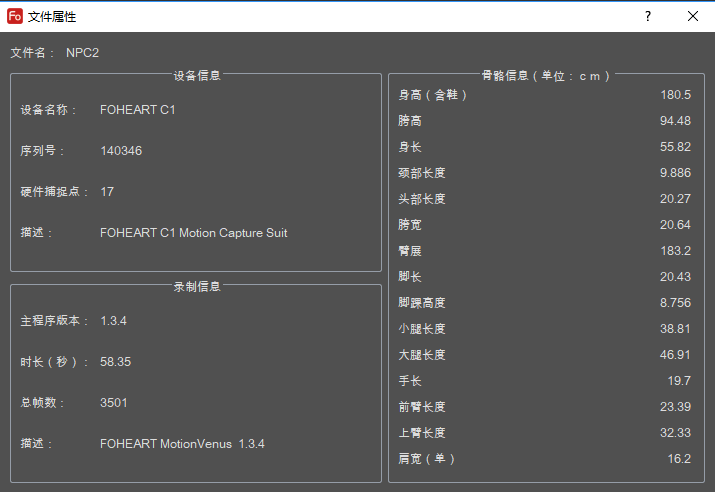 Fo 文件属性 ?
文件名： NPC2
设备信息
设备名称： FOHEART C1
序列号： 140346
硬件捕捉点： 17
描述： FOHEART C1 Motion Capture Suit
录制信息
主程序版本： 1.3.4
时长（秒）： 58.35
总帧数： 3501
描述： FOHEART MotionVenus 1.3.4
骨骼信息（单位：cm）
身高（含鞋） 180.5
胯高 94.48
身长 55.82
颈部长度 9.886
头部长度 20.27
胯宽 20.64
臂展 183.2
脚长 20.43
脚踝高度 8.756
小腿长度 38.81
大腿长度 46.91
手长 19.7
前臂长度 23.39
上臂长度 32.33
肩宽（单） 16.2